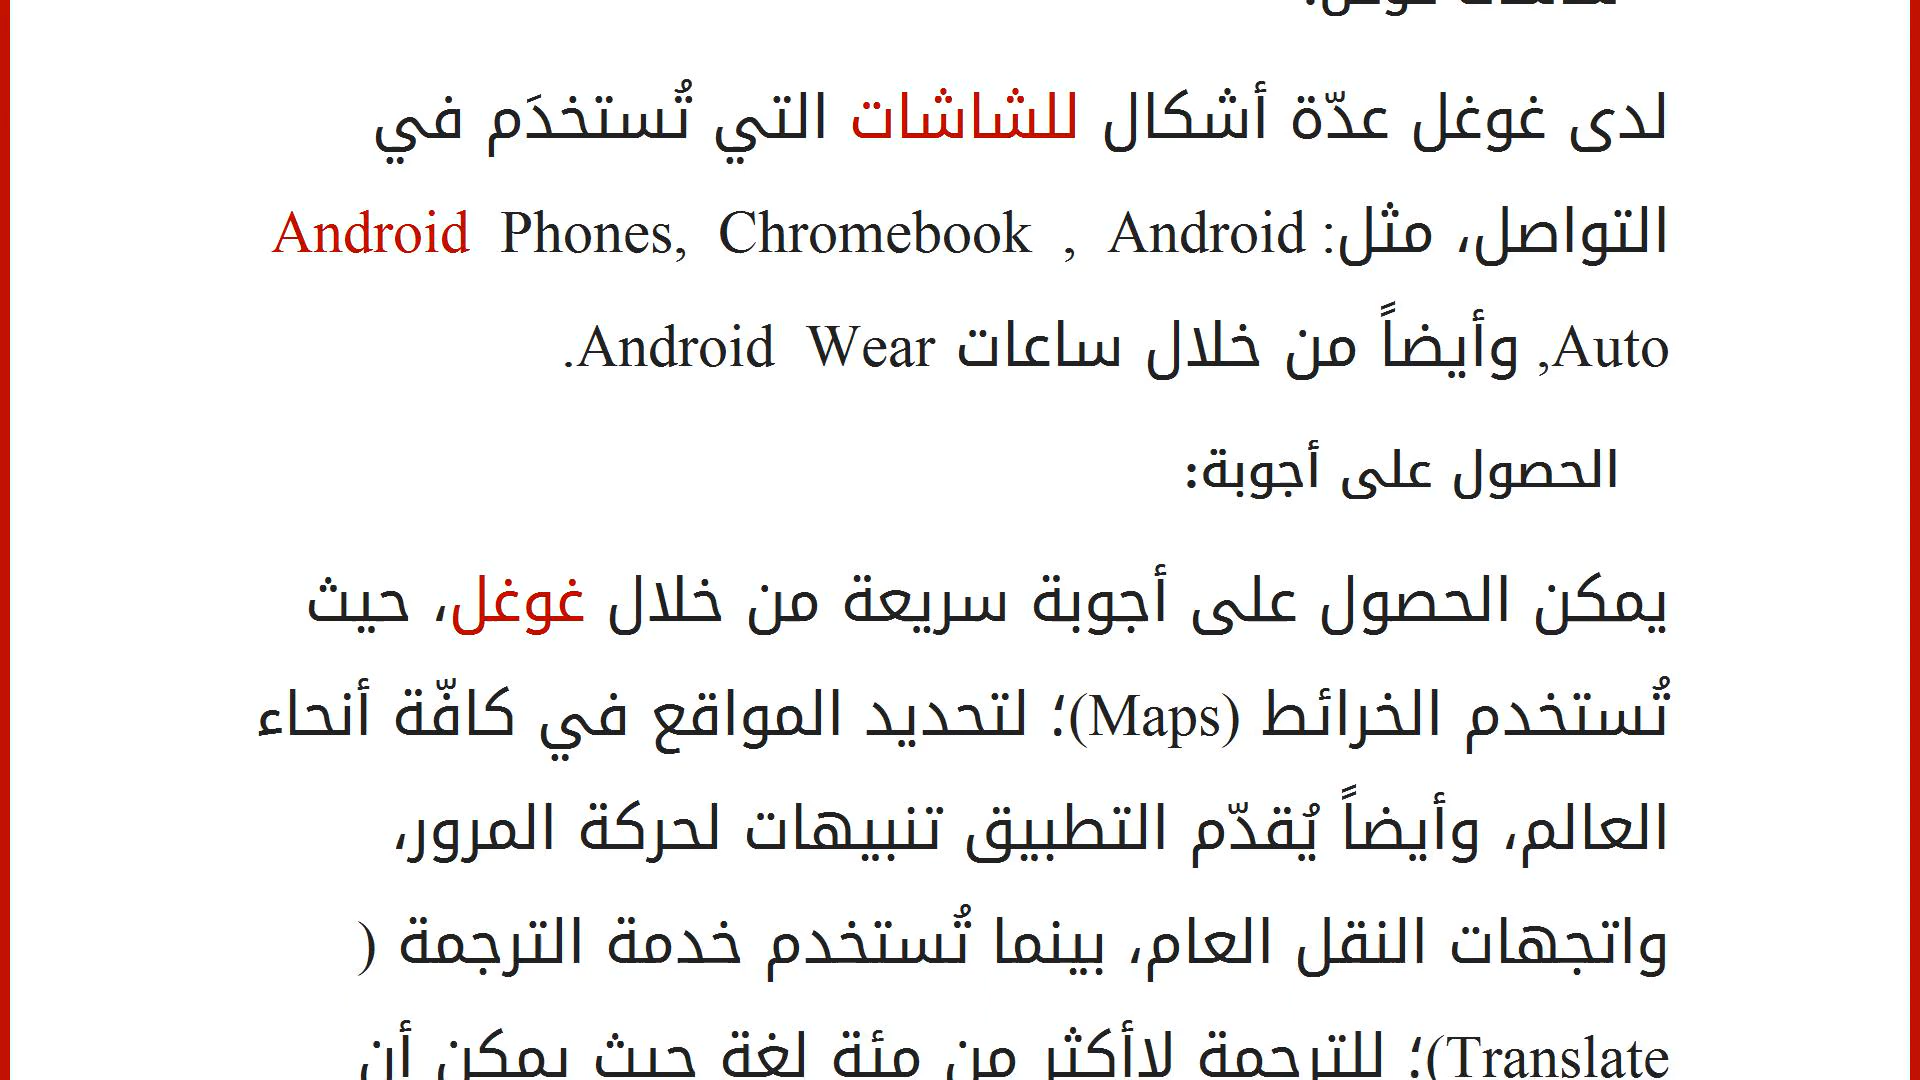 لدى غوغل عدّة أشكال للشاشات التي تُستخدَم في
التواصل، مثل: Android Phones, Chromebook , Android
Auto, وأيضاً من خلال ساعات Android Wear.
الحصول على أجوبة:
يمكن الحصول على أجوبة سريعة من خلال غوغل، حيث
تُستخدم الخرائط (Maps)؛ لتحديد المواقع في كافّة أنحاء
العالم، وأيضاً يُقدّم التطبيق تنبيهات لحركة المرور،
واتجهات النقل العام، بينما تُستخدم خدمة الترجمة (
Translate)؛ للترجمة لاأكثر من مئة لغة حيث يمكن أن